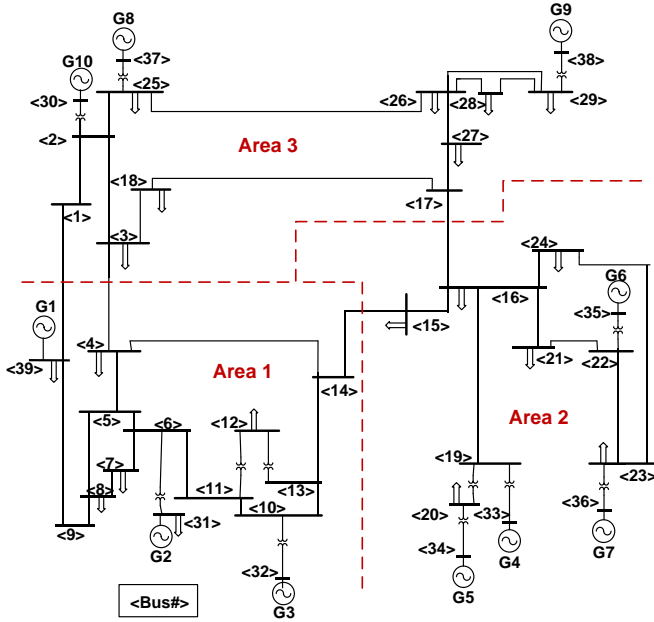 G8
G9
G10
<37>
<38>
<25>
<30>
<26>
<28>
<29>
<2>
<27>
Area 3
<18>
<17>
<1>
<3>
<24>
G6
<16>
G1
<35>
<15>
<4>
<21>
<22>
<39>
Area 1
<14>
<5>
<6>
<12>
Area 2
<7>
<19>
<23>
<8>
<11>
<13>
<10>
<36>
<9>
<31>
<20>
<33>
G2
G7
<34>
G4
<32>
G5
<Bus#>
G3